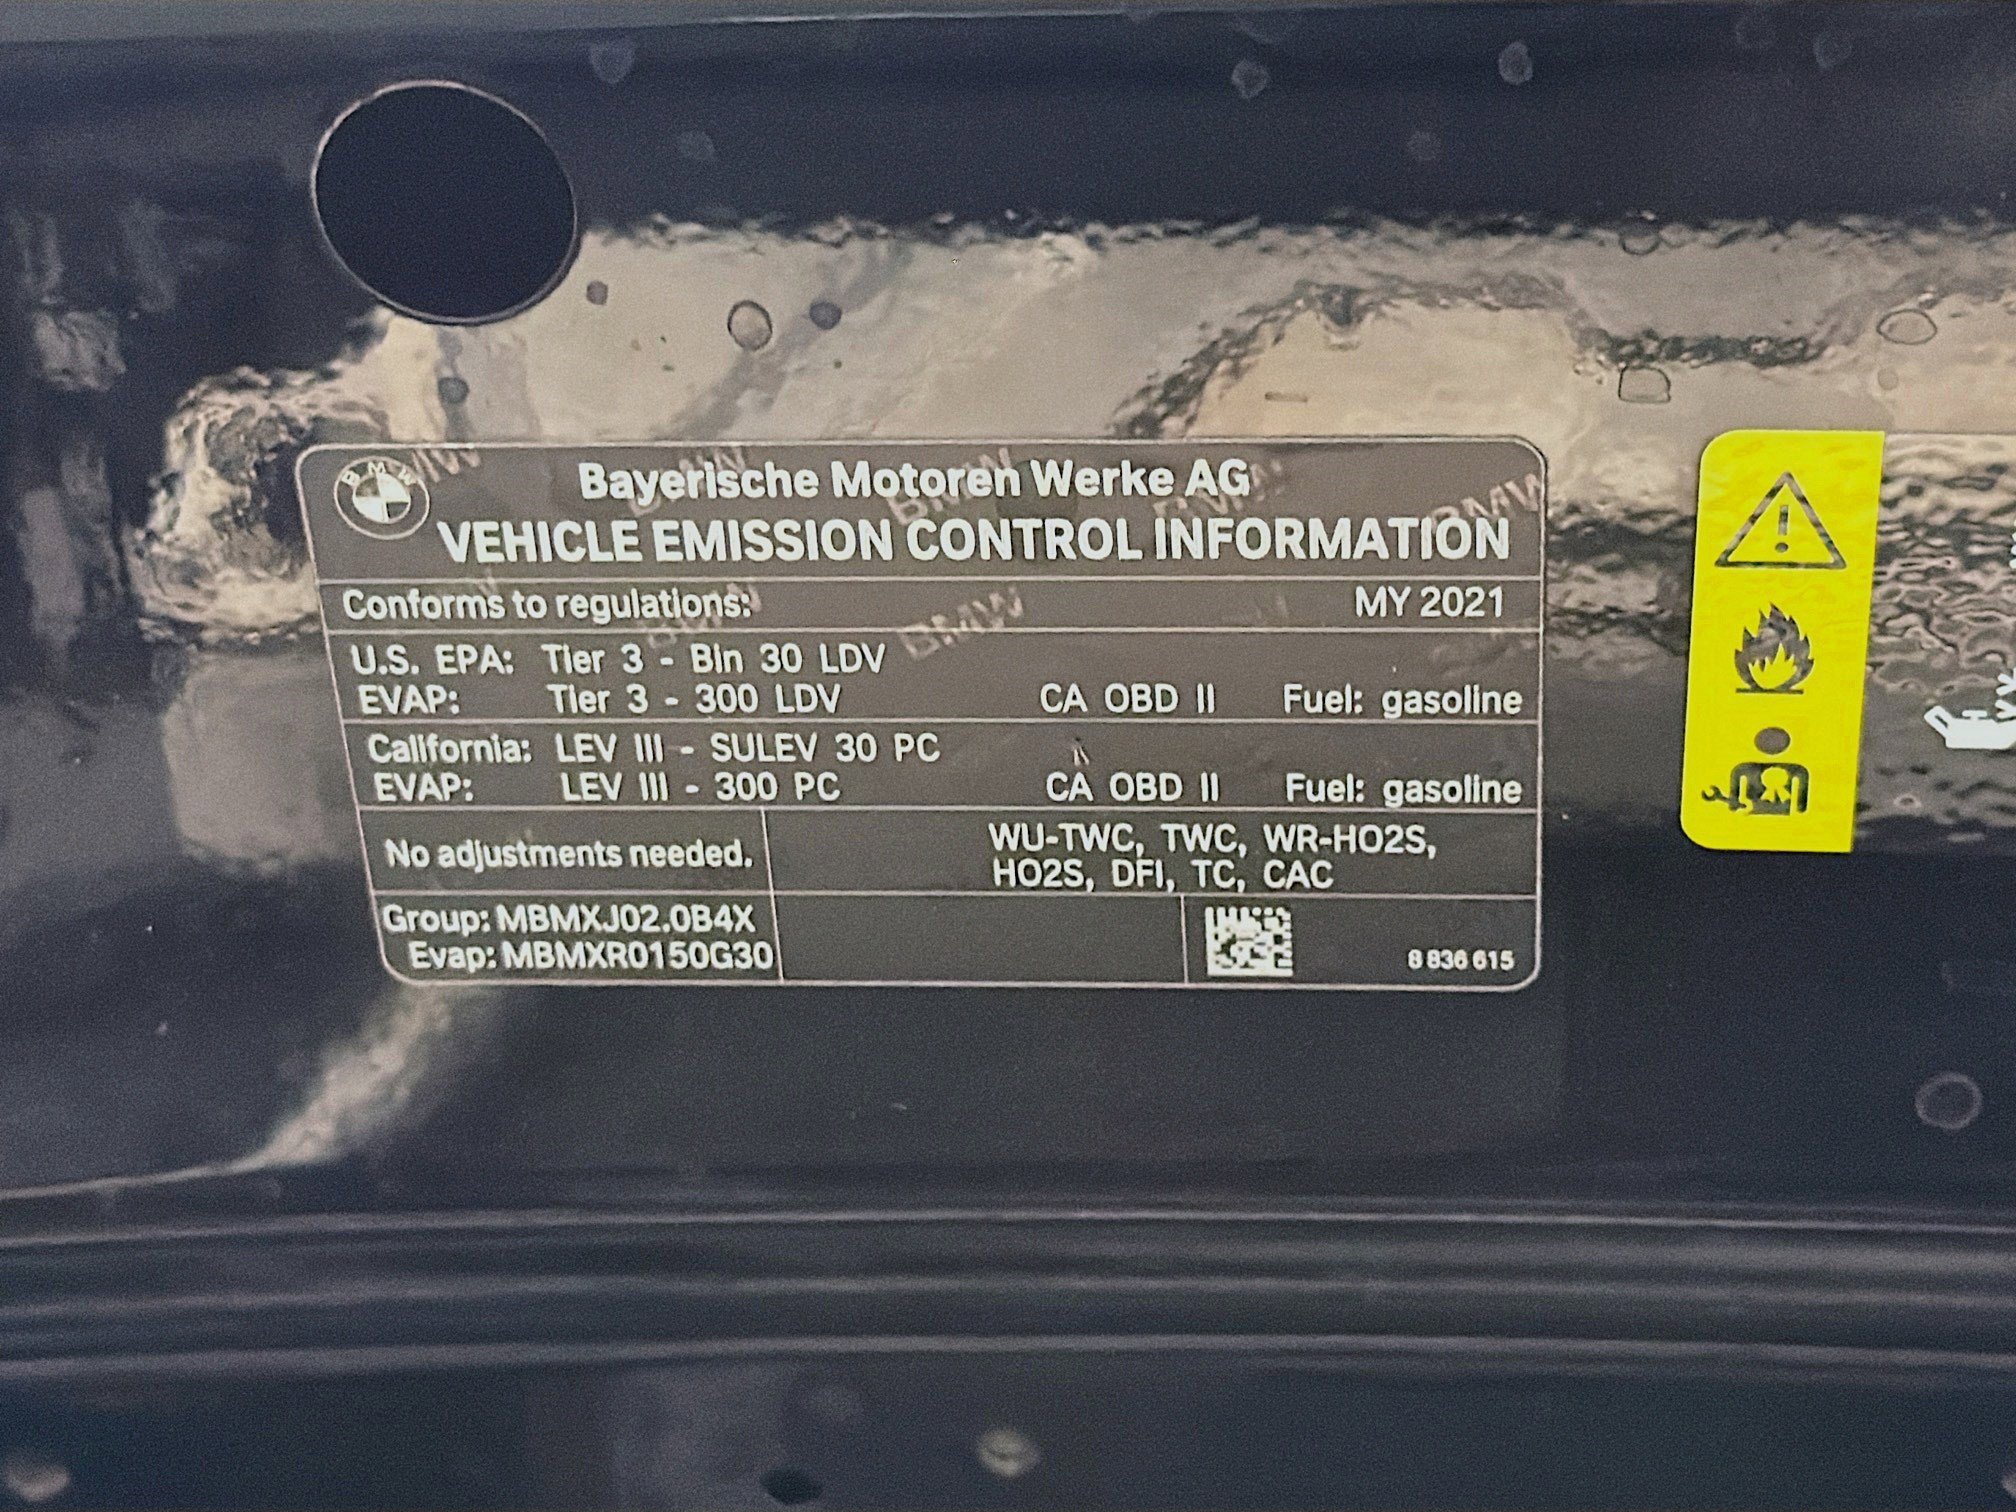 BMW
Bayerische Motoren Werke AG
VEHICLE EMISSION CONTROL INFORMATION
Conforms to regulations: MY 2021
U.S. EPA: Tier 3 - Bin 30 LDV
EVAP: Tier 3 - 300 LDV CA OBD II Fuel: gasoline
California: LEV III - SULEV 30 PC
EVAP: LEV III - 300 PC CA OBD II Fuel: gasoline
No adjustments needed. WU-TWC, TWC, WR-HO2S,
HO2S, DFI, TC, CAC
Group: MBMXJ02.0B4X
Evap: MBMXR0150G30 8 836 615